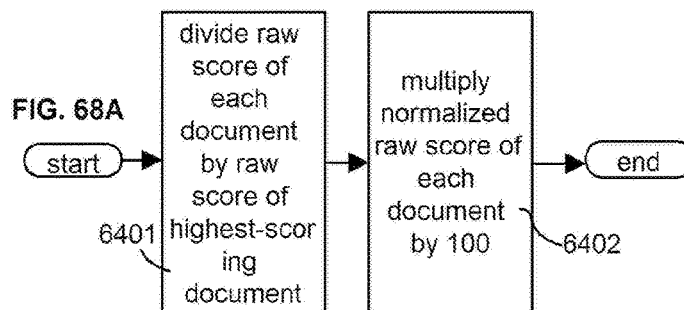 FIG. 68A
start
divide raw
score of
each
document
by raw
score of
highest-scor
ing
document
6401
multiply
normalized
raw score of
each
document
by 100
6402
end